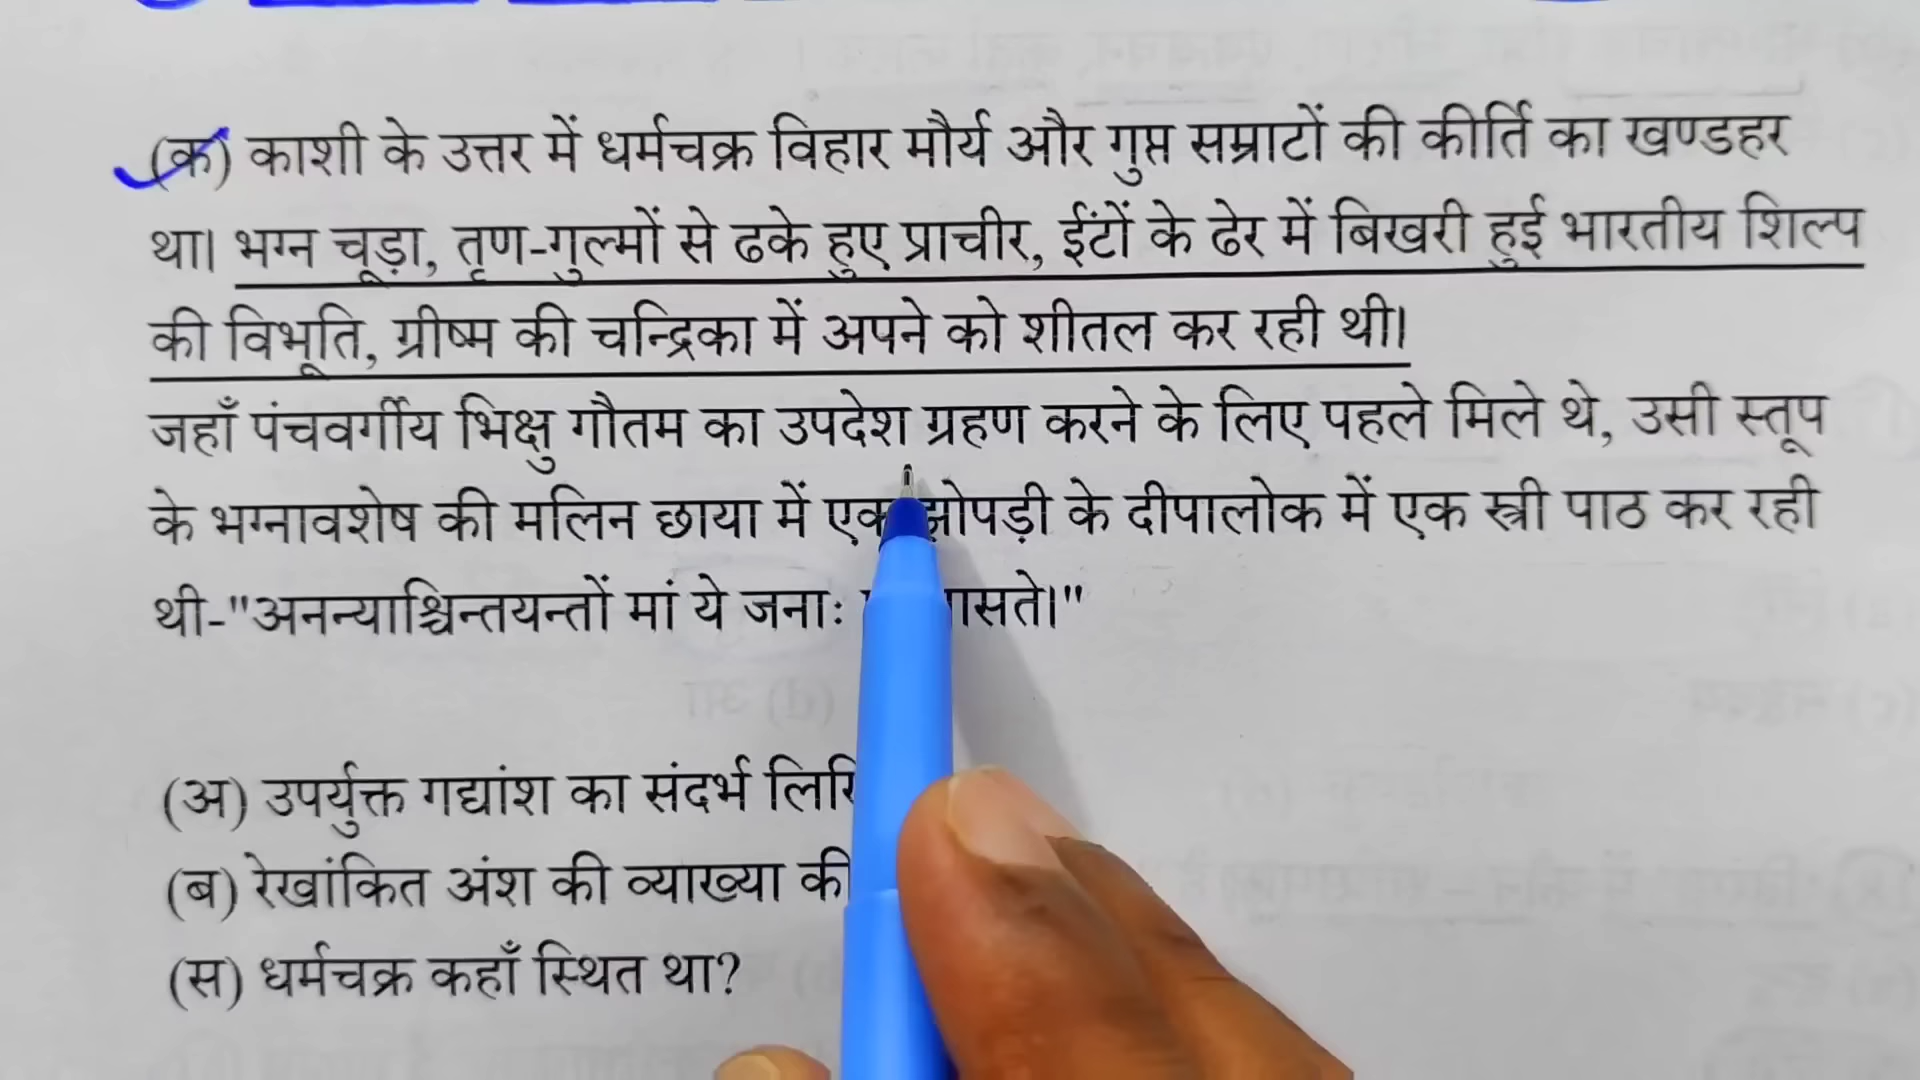 (क) काशी के उत्तर में धर्मचक्र विहार मौर्य और गुप्त सम्राटों की कीर्ति का खण्डहर
था। भग्न चूड़ा, तृण-गुल्मों से ढके हुए प्राचीर, ईंटों के ढेर में बिखरी हुई भारतीय शिल्प
की विभूति, ग्रीष्म की चन्द्रिका में अपने को शीतल कर रही थी।
जहाँ पंचवर्गीय भिक्षु गौतम का उपदेश ग्रहण करने के लिए पहले मिले थे, उसी स्तूप
के भग्नावशेष की मलिन छाया में एक झोपड़ी के दीपालोक में एक स्त्री पाठ कर रही
थी-"अनन्याश्चिन्तयन्तों मां ये जनाः
(अ) उपर्युक्त गद्यांश का संदर्भ
(ब) रेखांकित अंश की व्याख्या
(स) धर्मचक्र कहाँ स्थित था?